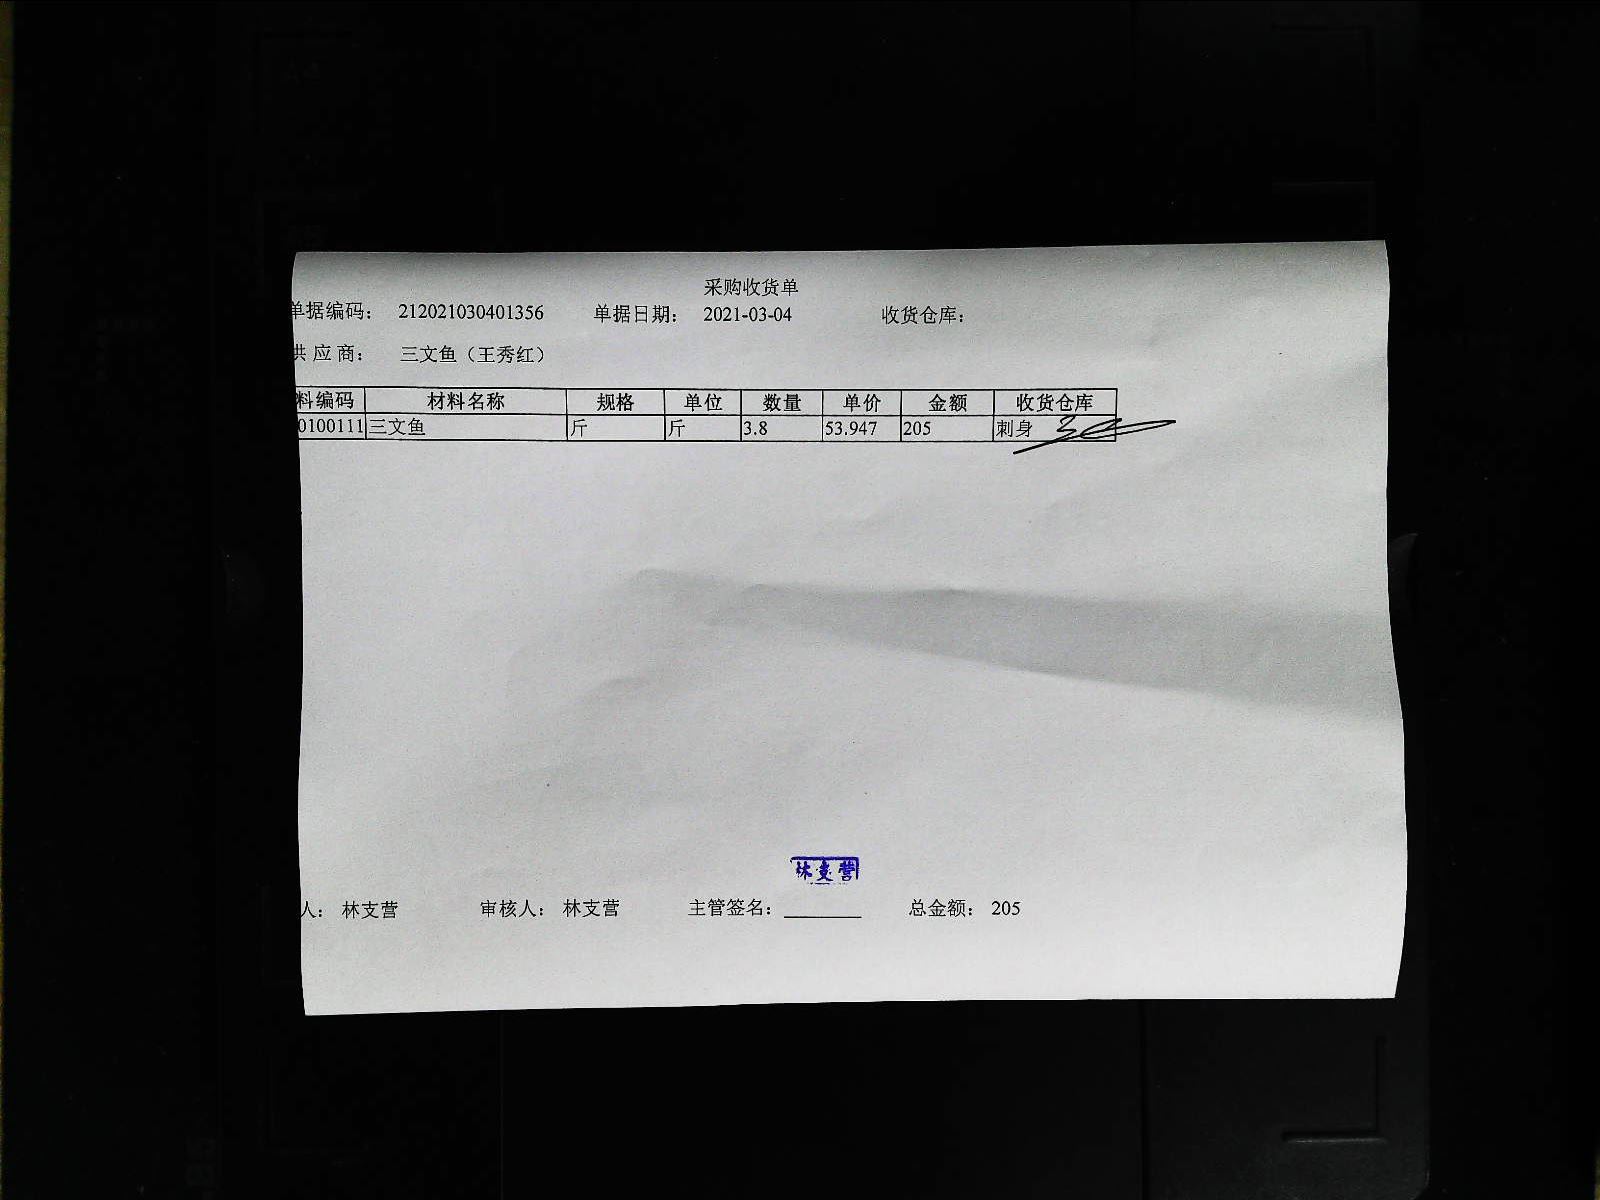 采购收货单
单据编码： 212021030401356 单据日期： 2021-03-04 收货仓库：
供 应 商： 三文鱼（王秀红）
料编码 材料名称 规格 单位 数量 单价 金额 收货仓库
0100111 三文鱼 斤 斤 3.8 53.947 205 刺身
林支营
人： 林支营 审核人： 林支营 主管签名： 总金额： 205